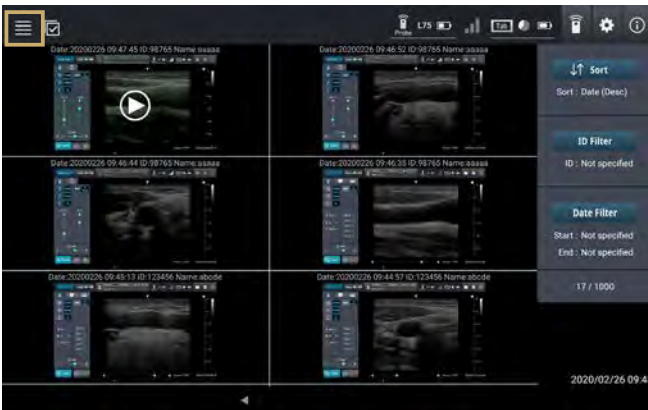 Probe L75 Tab
Date:20200226 09:47:45 ID:98765 Name:aaaaa
Date:20200226 09:46:52 ID:98765 Name:aaaaa
Sort
Sort : Date (Desc)
ID Filter
ID : Not specified
Date:20200226 09:46:44 ID:98765 Name:aaaaa
Date:20200226 09:46:35 ID:98765 Name:aaaaa
Date Filter
Start : Not specified
End : Not specified
Date:20200226 09:45:13 ID:123456 Name:abcde
Date:20200226 09:44:57 ID:123456 Name:abcde
17 / 1000
2020/02/26 09:4